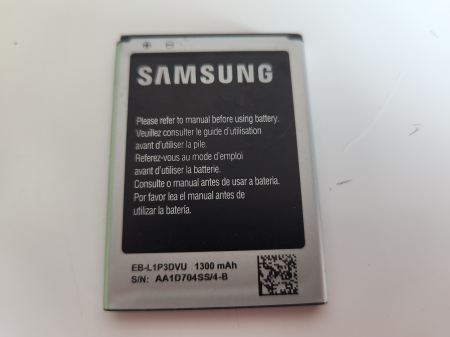 SAMSUNG
Please refer to manual before using battery.
Veuillez consulter le guide d'utilisation
avant d'utiliser la pile.
Referez-vous au mode d'emploi
avant d'utiliser la batterie.
Consulte o manual antes de usar a bateria.
Por favor lea el manual antes de
utilizar la batería.
EB-L1P3DVU 1300 mAh
S/N: AA1D704SS/4-B